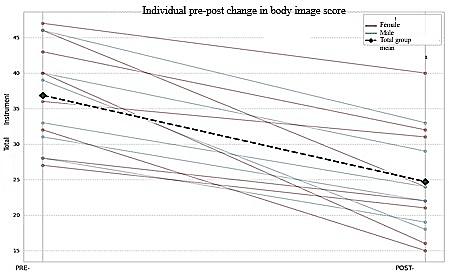 Individual pre-post change in body image score
Female
Male
Total group
mean
45
40
35
30
25
20
15
Total Instrument
PRE-
POST-